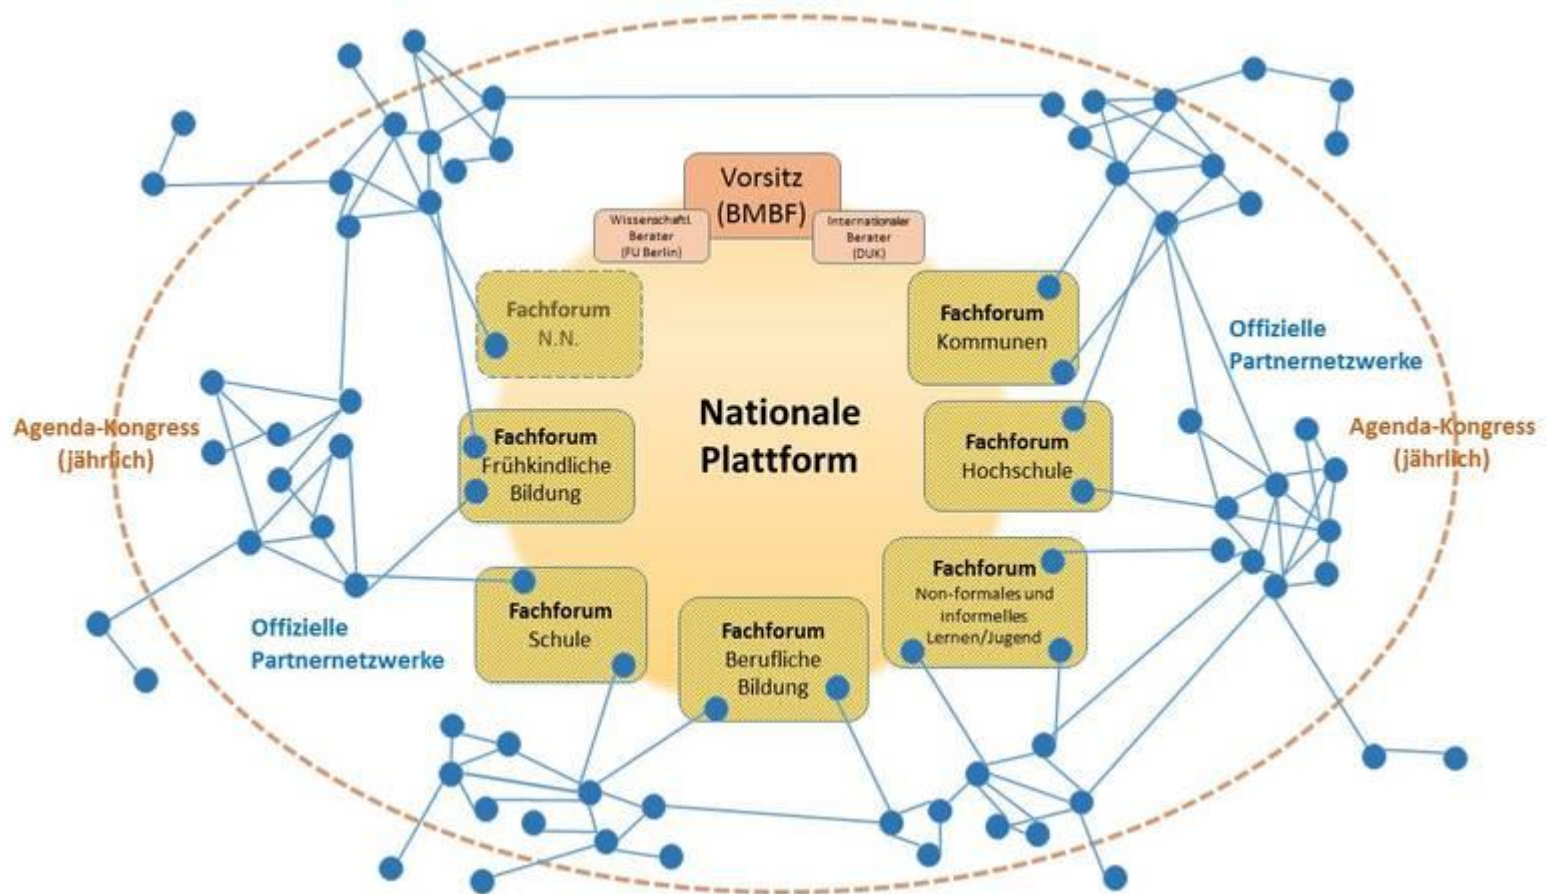 Vorsitz
(BMBF)
Wissenschaftl.
Berater
(FU Berlin)
Internationaler
Berater
(DUK)
Fachforum
N.N.
Fachforum
Kommunen
Offizielle
Partnernetzwerke
Nationale
Plattform
Agenda-Kongress
(jährlich)
Fachforum
Frühkindliche
Bildung
Fachforum
Hochschule
Agenda-Kongress
(jährlich)
Fachforum
Schule
Fachforum
Berufliche
Bildung
Fachforum
Non-formales und
informelles
Lernen/Jugend
Offizielle
Partnernetzwerke